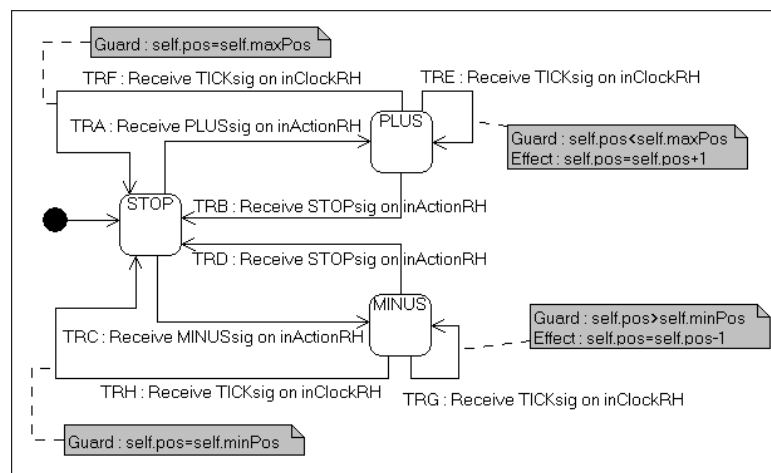 Guard : self.pos=self.maxPos
TRF : Receive TICKsig on inClockRH
TRE : Receive TICKsig on inClockRH
TRA : Receive PLUSsig on inActionRH
PLUS
Guard : self.pos<self.maxPos
Effect : self.pos=self.pos+1
STOP
TRB : Receive STOPsig on inActionRH
TRD : Receive STOPsig on inActionRH
MINUS
Guard : self.pos>self.minPos
Effect : self.pos=self.pos-1
TRC : Receive MINUSsig on inActionRH
TRH : Receive TICKsig on inClockRH
TRG : Receive TICKsig on inClockRH
Guard : self.pos=self.minPos